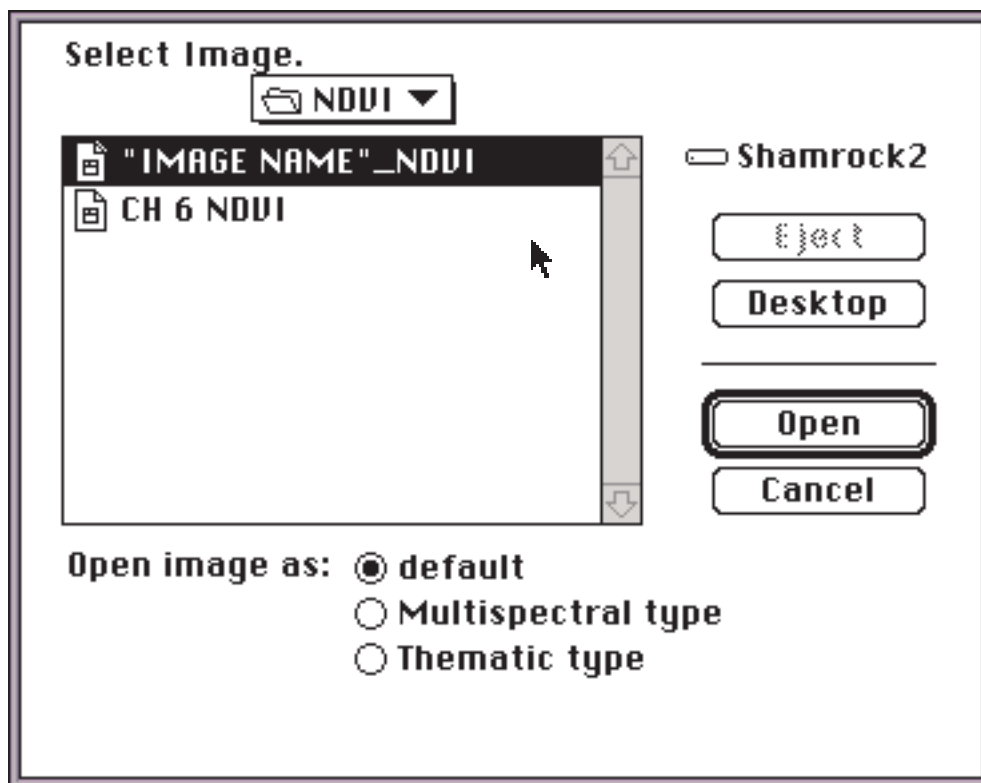 Select Image.
NDVI
"IMAGE NAME"_NDVI
CH 6 NDVI
Shamrock2
Eject
Desktop
Open
Cancel
Open image as: default
Multispectral type
Thematic type